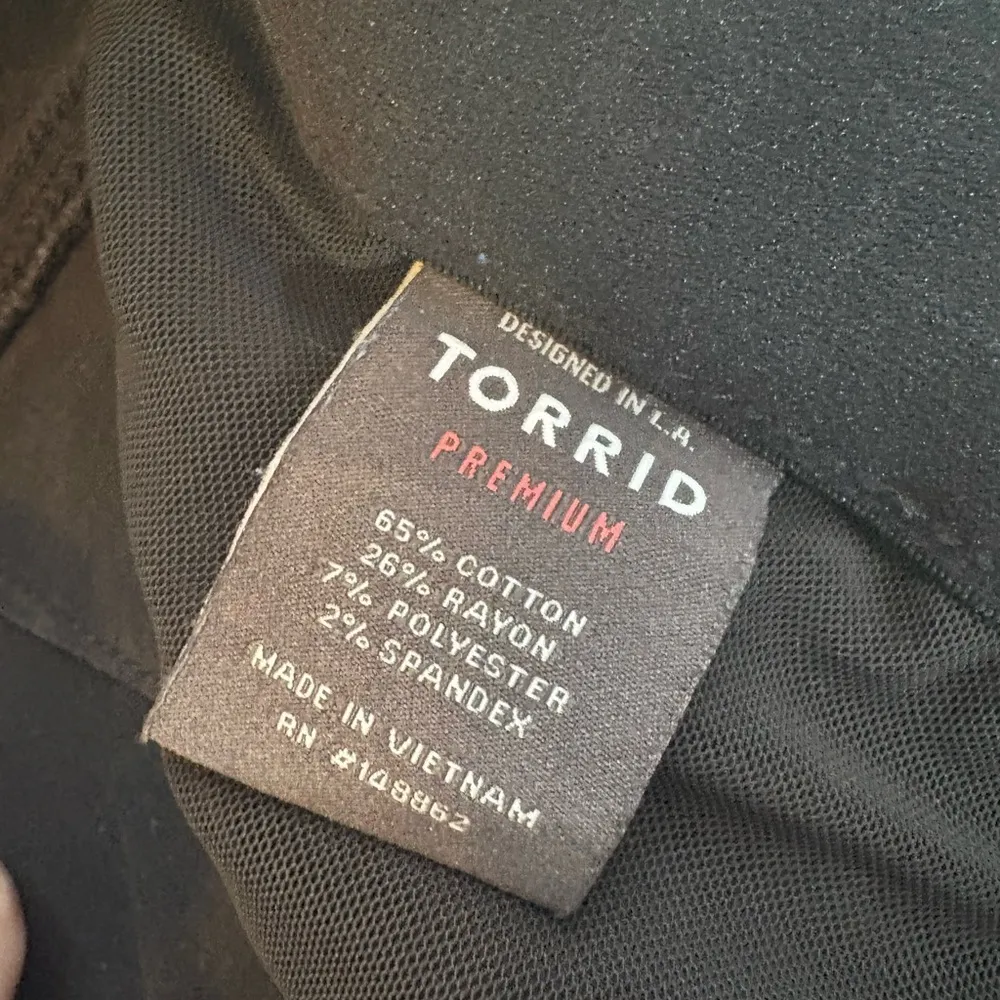 DESIGNED IN L.A.
TORRID
PREMIUM
65% COTTON
26% RAYON
7% POLYESTER
2% SPANDEX
MADE IN VIETNAM
RN #148862